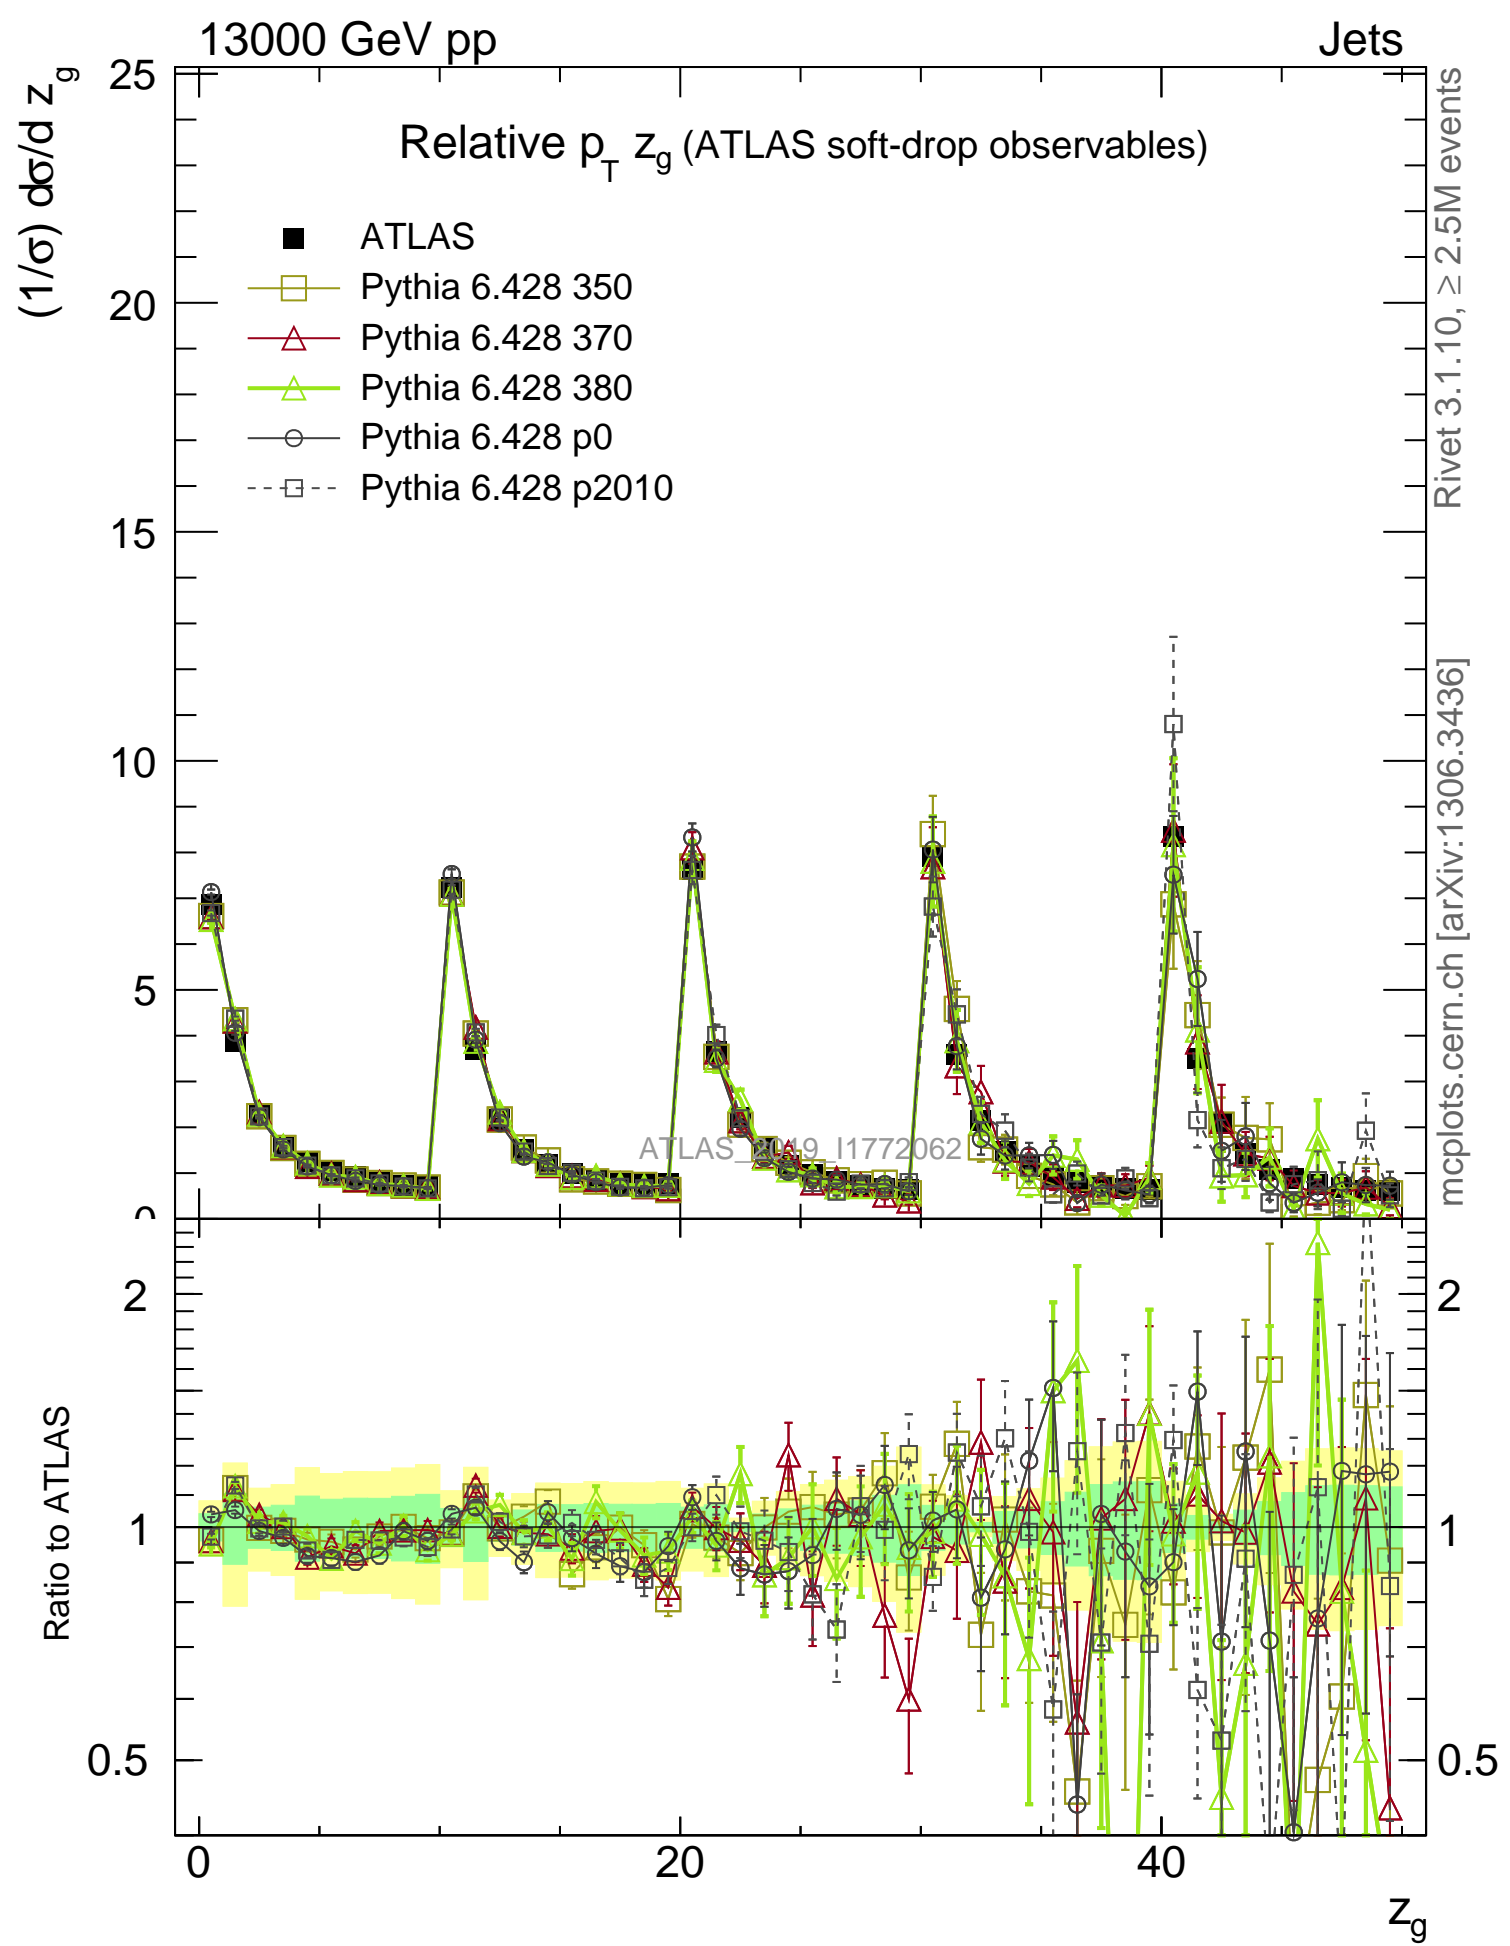 13000 GeV pp
Jets
(1/σ) dσ/d z_g
25
20
15
10
5
0
Relative p_T z_g (ATLAS soft-drop observables)
ATLAS
Pythia 6.428 350
Pythia 6.428 370
Pythia 6.428 380
Pythia 6.428 p0
Pythia 6.428 p2010
ATLAS_2019_I1772062
Rivet 3.1.10, ≥ 2.5M events
mcplots.cern.ch [arXiv:1306.3436]
Ratio to ATLAS
2
1
0.5
2
1
0.5
0
20
40
z_g